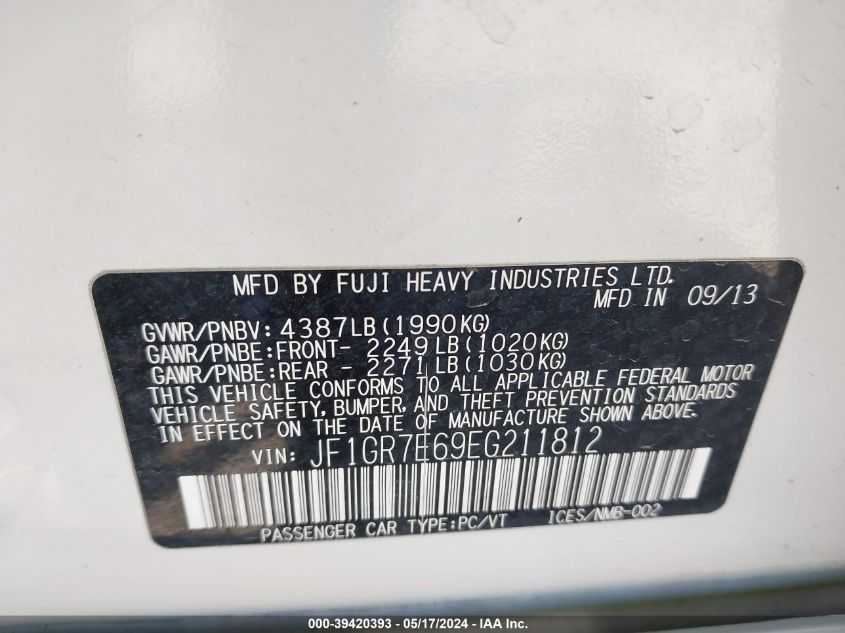 MFD BY FUJI HEAVY INDUSTRIES LTD.
MFD IN 09/13
GVWR/PNBV: 4387LB(1990KG)
GAWR/PNBE:FRONT- 2249LB(1020KG)
GAWR/PNBE:REAR - 2271LB(1030KG)
THIS VEHICLE CONFORMS TO ALL APPLICABLE FEDERAL MOTOR
VEHICLE SAFETY, BUMPER, AND THEFT PREVENTION STANDARDS
IN EFFECT ON THE DATE OF MANUFACTURE SHOWN ABOVE.
VIN: JF1GR7E69EG211812
PASSENGER CAR TYPE:PC/VT ICES/NMB-002
000-39420393 - 05/17/2024 - IAA Inc.